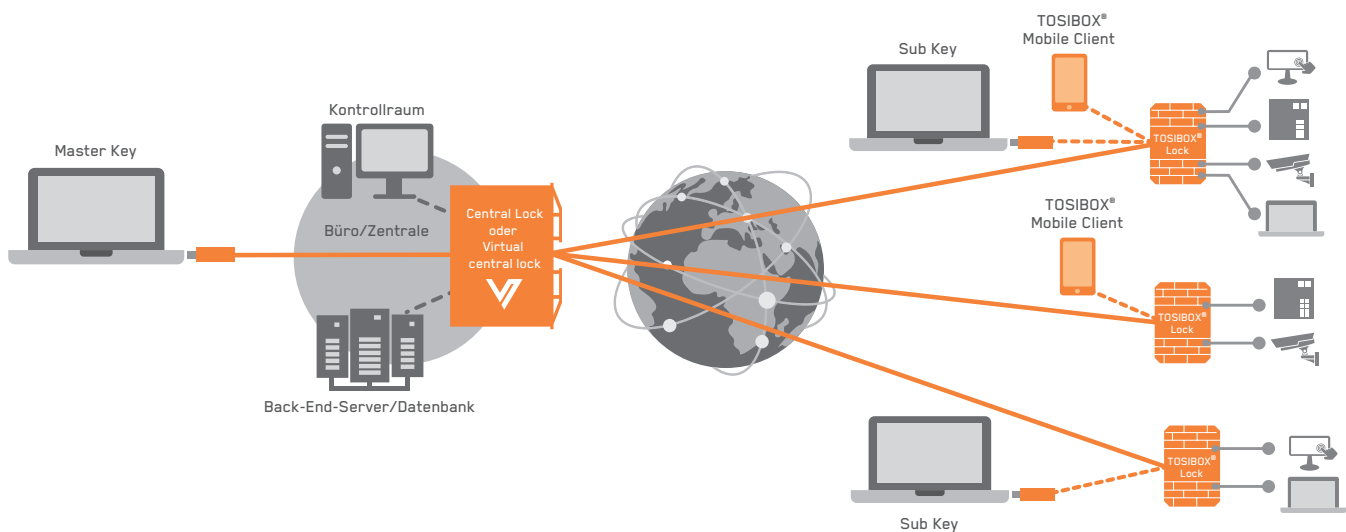 TOSIBOX®
Mobile Client
Sub Key
Kontrollraum
Master Key
TOSIBOX®
Lock
Central Lock
oder
Virtual
central lock
Büro/Zentrale
TOSIBOX®
Mobile Client
TOSIBOX®
Lock
Back-End-Server/Datenbank
TOSIBOX®
Lock
Sub Key